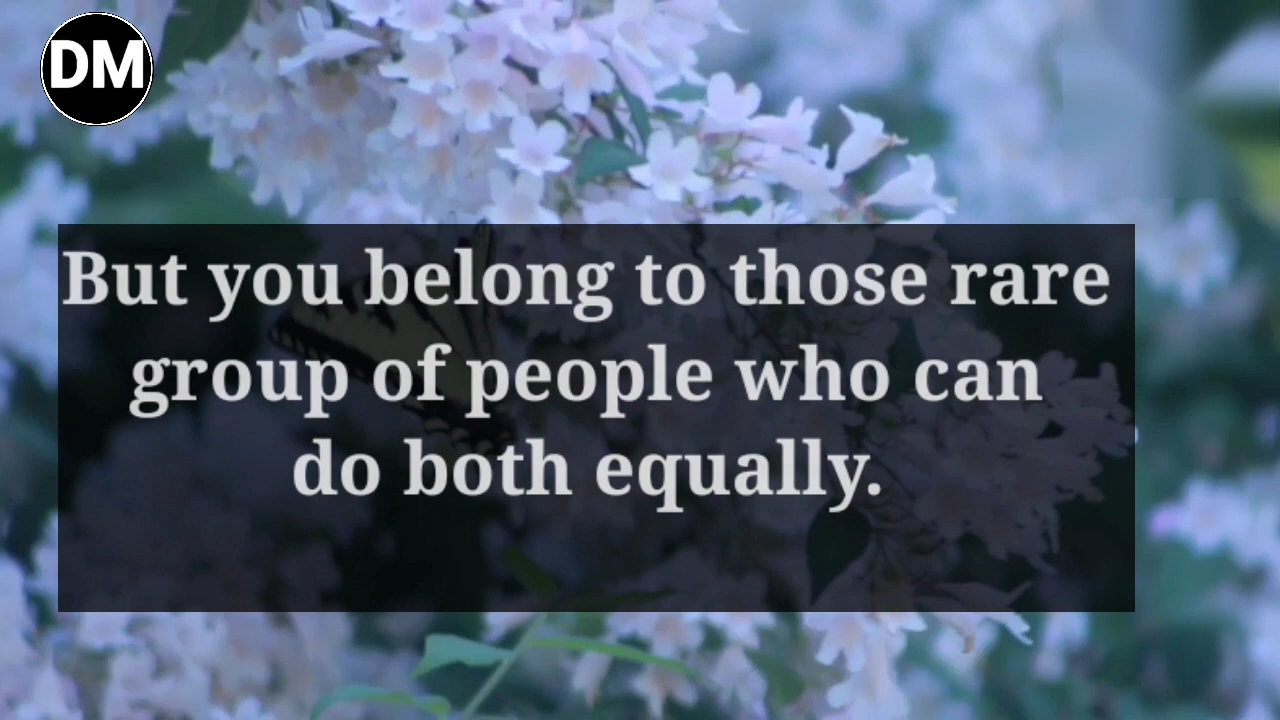 DM
But you belong to those rare
group of people who can
do both equally.